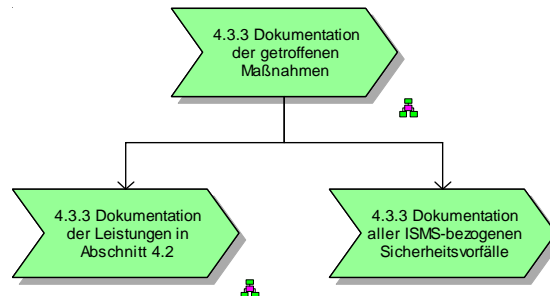 4.3.3 Dokumentation
der getroffenen
Maßnahmen
4.3.3 Dokumentation
der Leistungen in
Abschnitt 4.2
4.3.3 Dokumentation
aller ISMS-bezogenen
Sicherheitsvorfälle